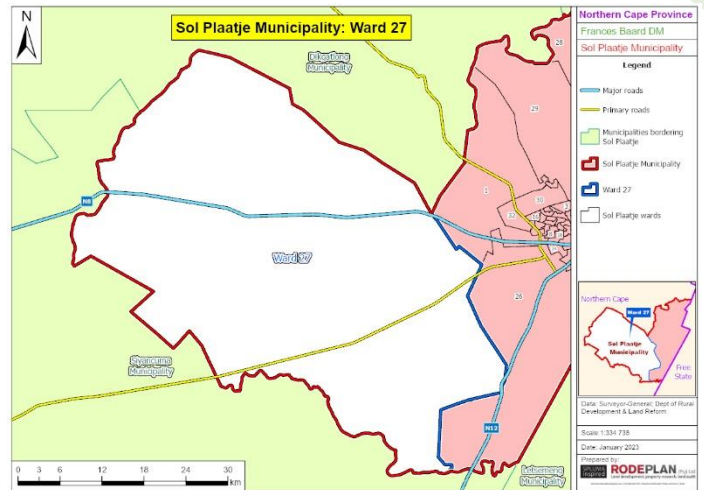 Sol Plaatje Municipality: Ward 27
N
Dikgatlong
Municipality
28
29
1
30
32
N8
Ward 27
26
Siyancuma
Municipality
N12
Letsemeng
Municipality
0 3 6 12 18 24 30
km
Northern Cape Province
Frances Baard DM
Sol Plaatje Municipality
Legend
Major roads
Primary roads
Municipalities bordering
Sol Plaatje
Sol Plaatje Municipality
Ward 27
Sol Plaatje wards
Northern Cape
Ward 27
Sol Plaatje
Municipality
Free
State
Data: Surveyor-General; Dept of Rural
Development & Land Reform
Scale 1:334 738
Date: January 2023
Prepared by:
SPLUMA
Inspired
RODEPLAN (Pty) Ltd